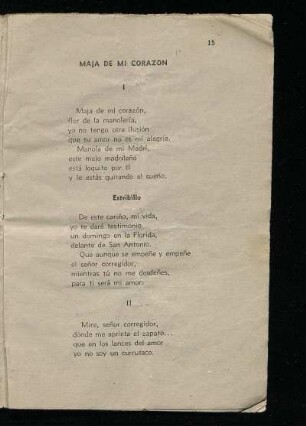 15
MAJA DE MI CORAZON
I
Maja de mi corazón,
flor de la manolería,
yo no tengo otra ilusión
que tu amor no es mi alegría.
Manola de mi Madrí,
este majo madrileño
está loquito por tí
y le estás quitando el sueño.
Estribillo
De este cariño, mi vida,
yo te daré testimonio
un domingo en la Florida,
delante de San Antonio.
Que aunque se empeñe y empeñe
el señor corregidor,
mientras tú no me desdeñes,
para ti será mi amor.
II
Mire, señor corregidor,
dónde me aprieta el zapato...
que en los lances del amor
yo no soy un currutaco.